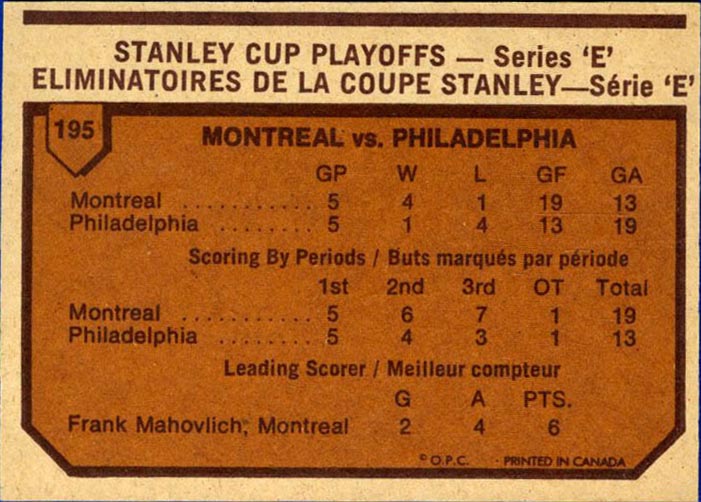 STANLEY CUP PLAYOFFS — Series 'E'
ELIMINATOIRES DE LA COUPE STANLEY—Série 'E'
195
MONTREAL vs. PHILADELPHIA
GP W L GF GA
Montreal ........... 5 4 1 19 13
Philadelphia ......... 5 1 4 13 19
Scoring By Periods / Buts marqués par période
1st 2nd 3rd OT Total
Montreal ........... 5 6 7 1 19
Philadelphia ......... 5 4 3 1 13
Leading Scorer / Meilleur compteur
G A PTS.
Frank Mahovlich, Montreal 2 4 6
© O.P.C. · PRINTED IN CANADA